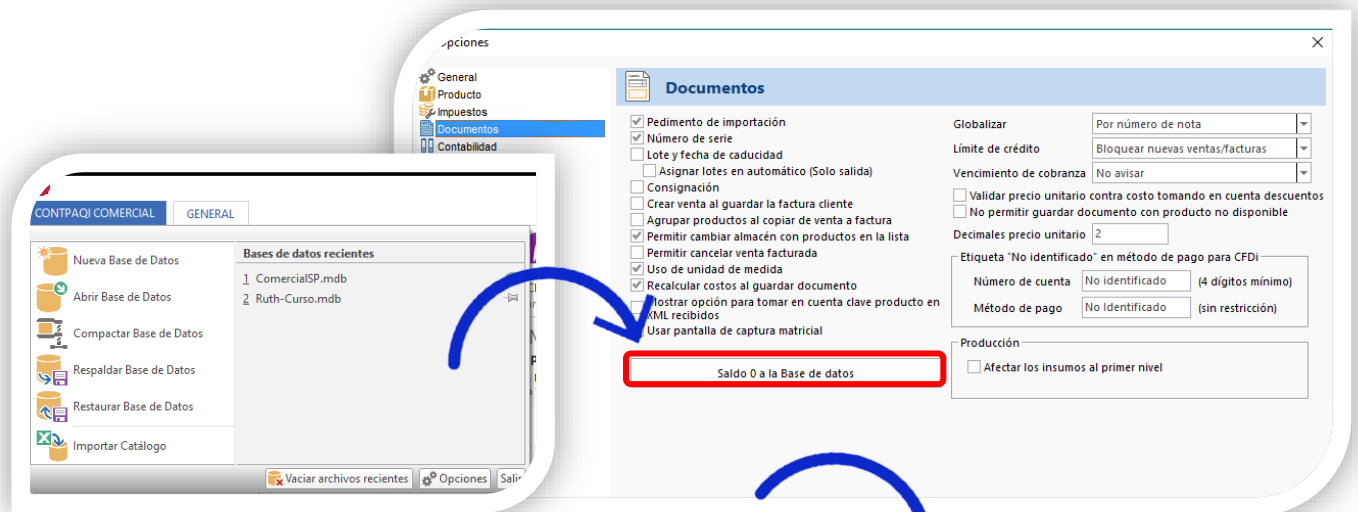 Opciones
General
Producto
Impuestos
Documentos
Contabilidad
Documentos
Pedimento de importación
Número de serie
Lote y fecha de caducidad
Asignar lotes en automático (Solo salida)
Consignación
Crear venta al guardar la factura cliente
Agrupar productos al copiar de venta a factura
Permitir cambiar almacén con productos en la lista
Permitir cancelar venta facturada
Uso de unidad de medida
Recalcular costos al guardar documento
Mostrar opción para tomar en cuenta clave producto en
XML recibidos
Usar pantalla de captura matricial
Saldo 0 a la Base de datos
Globalizar Por número de nota
Límite de crédito Bloquear nuevas ventas/facturas
Vencimiento de cobranza No avisar
Validar precio unitario contra costo tomando en cuenta descuentos
No permitir guardar documento con producto no disponible
Decimales precio unitario 2
Etiqueta "No identificado" en método de pago para CFDi
Número de cuenta No identificado (4 dígitos mínimo)
Método de pago No Identificado (sin restricción)
Producción
Afectar los insumos al primer nivel
CONTPAQI COMERCIAL GENERAL
Nueva Base de Datos
Abrir Base de Datos
Compactar Base de Datos
Respaldar Base de Datos
Restaurar Base de Datos
Importar Catálogo
Bases de datos recientes
1 ComercialSP.mdb
2 Ruth-Curso.mdb
Vaciar archivos recientes Opciones Salir